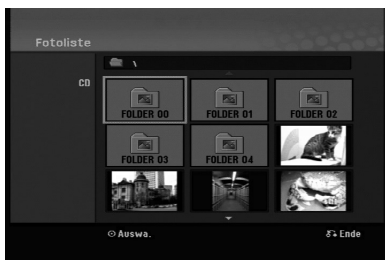 Fotoliste
\
CD
FOLDER 00 FOLDER 01 FOLDER 02
FOLDER 03 FOLDER 04
Auswa. Ende